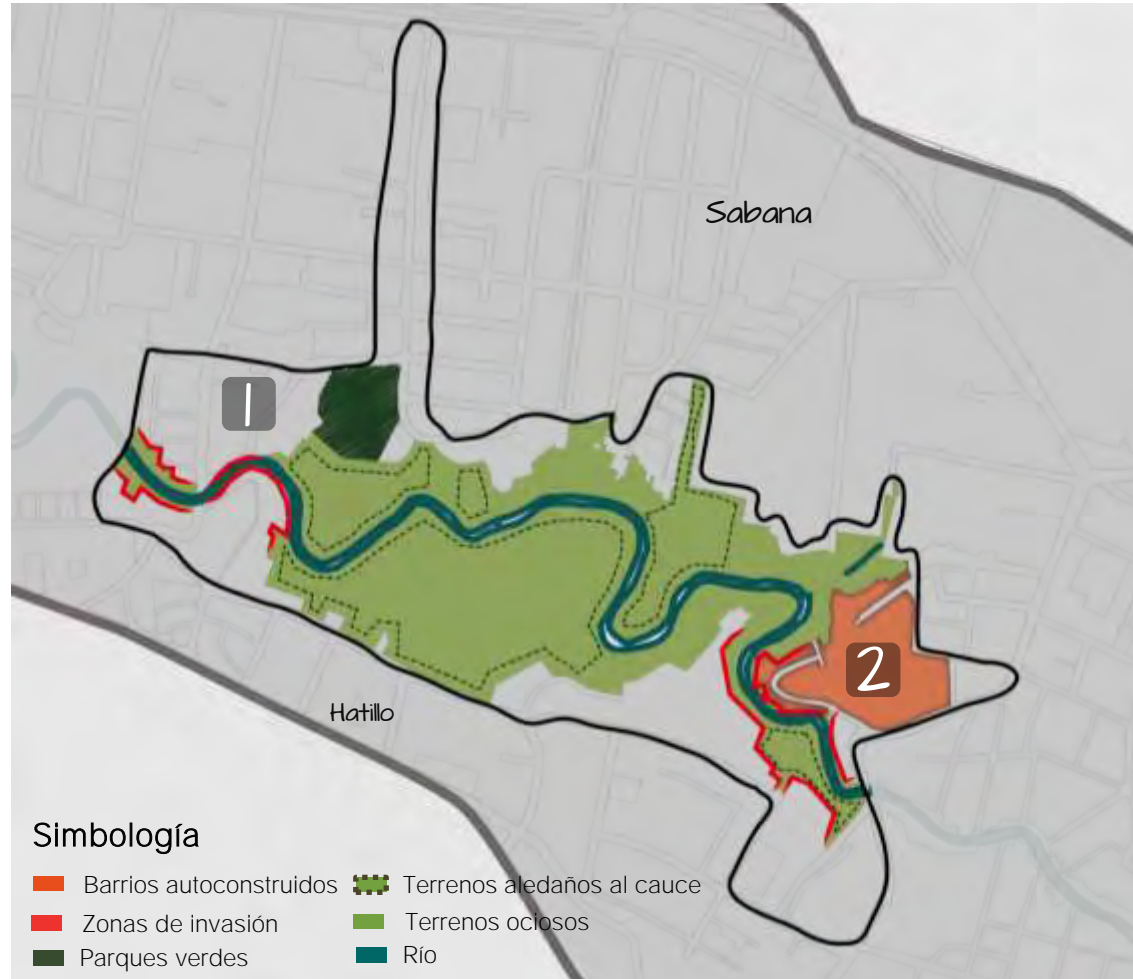 Sabana
1
2
Hatillo
Simbología
Barrios autoconstruidos
Terrenos aledaños al cauce
Zonas de invasión
Terrenos ociosos
Parques verdes
Río